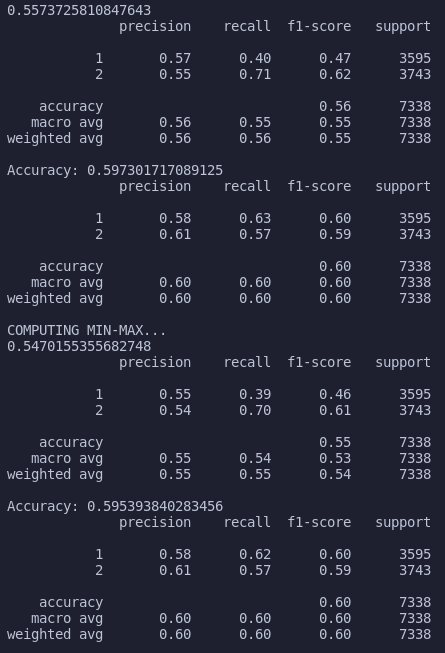 0.5573725810847643
precision recall f1-score support
1 0.57 0.40 0.47 3595
2 0.55 0.71 0.62 3743
accuracy 0.56 7338
macro avg 0.56 0.55 0.55 7338
weighted avg 0.56 0.56 0.55 7338
Accuracy: 0.597301717089125
precision recall f1-score support
1 0.58 0.63 0.60 3595
2 0.61 0.57 0.59 3743
accuracy 0.60 7338
macro avg 0.60 0.60 0.60 7338
weighted avg 0.60 0.60 0.60 7338
COMPUTING MIN-MAX...
0.5470155355682748
precision recall f1-score support
1 0.55 0.39 0.46 3595
2 0.54 0.70 0.61 3743
accuracy 0.55 7338
macro avg 0.55 0.54 0.53 7338
weighted avg 0.55 0.55 0.54 7338
Accuracy: 0.595393840283456
precision recall f1-score support
1 0.58 0.62 0.60 3595
2 0.61 0.57 0.59 3743
accuracy 0.60 7338
macro avg 0.60 0.60 0.60 7338
weighted avg 0.60 0.60 0.60 7338